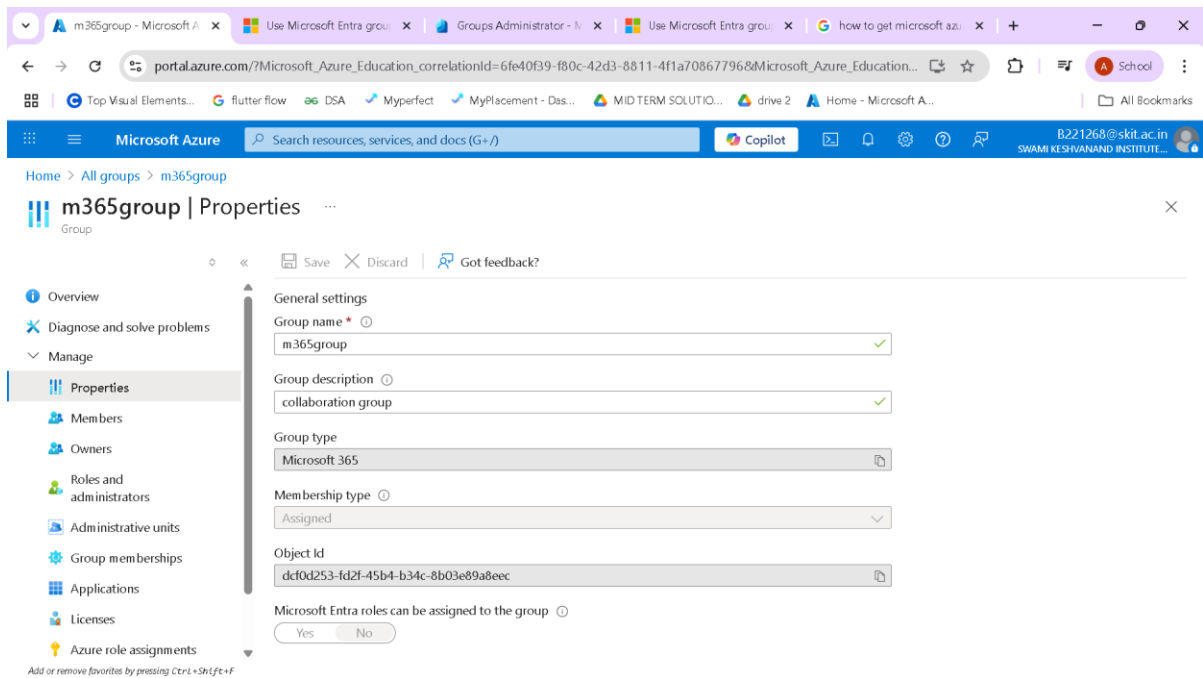 m365group - Microsoft A
Use Microsoft Entra grou
Groups Administrator - M
Use Microsoft Entra grou
how to get microsoft azu
portal.azure.com/?Microsoft_Azure_Education_correlationId=6fe40f39-f80c-42d3-8811-4f1a70867796&Microsoft_Azure_Education...
A School
Top Visual Elements...
flutter flow
DSA
Myperfect
MyPlacement - Das...
MID TERM SOLUTIO...
drive 2
Home - Microsoft A...
All Bookmarks
Microsoft Azure
Search resources, services, and docs (G+/)
Copilot
B221268@skit.ac.in
SWAMI KESHVANAND INSTITUTE...
Home > All groups > m365group
m365group | Properties ...
Group
Save
Discard
Got feedback?
Overview
Diagnose and solve problems
Manage
Properties
Members
Owners
Roles and
administrators
Administrative units
Group memberships
Applications
Licenses
Azure role assignments
Add or remove favorites by pressing Ctrl+Shift+F
General settings
Group name *
m365group
Group description
collaboration group
Group type
Microsoft 365
Membership type
Assigned
Object Id
dcf0d253-fd2f-45b4-b34c-8b03e89a8eec
Microsoft Entra roles can be assigned to the group
Yes No